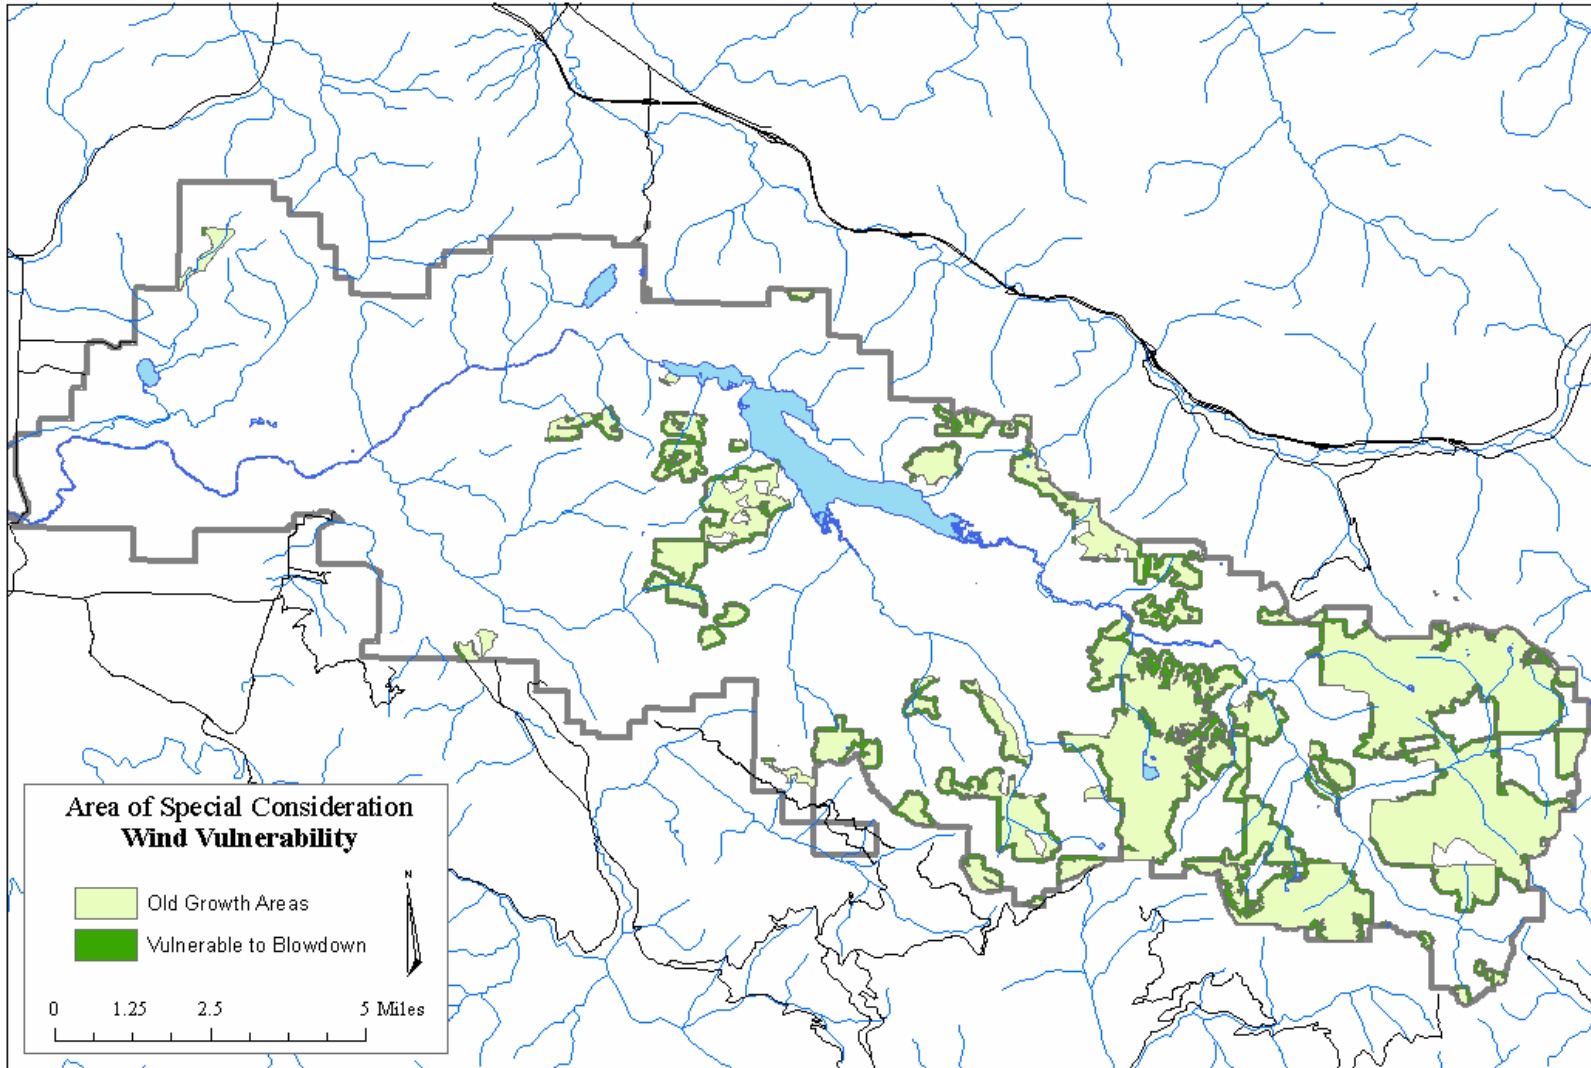 Area of Special Consideration
Wind Vulnerability
N
Old Growth Areas
Vulnerable to Blowdown
0 1.25 2.5 5 Miles